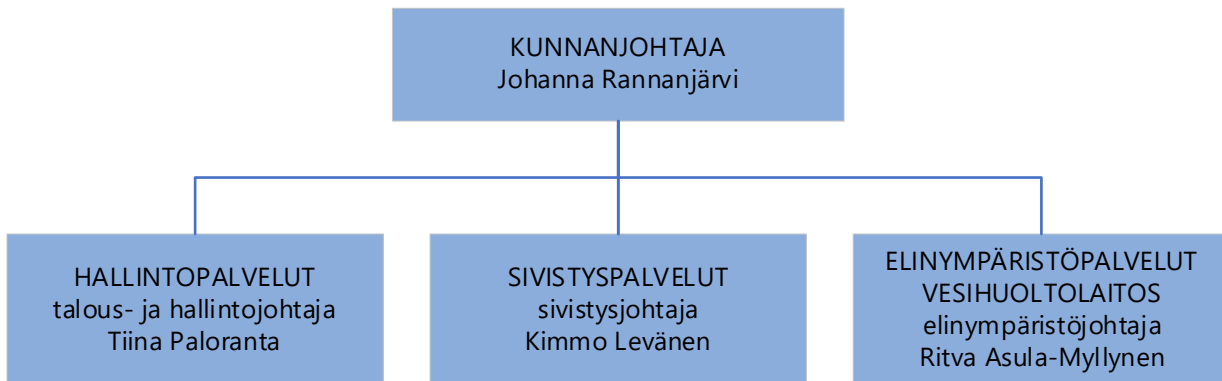 KUNNANJOHTAJA
Johanna Rannanjärvi
HALLINTOPALVELUT
talous- ja hallintojohtaja
Tiina Paloranta
SIVISTYSPALVELUT
sivistysjohtaja
Kimmo Levänen
ELINYMPÄRISTÖPALVELUT
VESIHUOLTOLAITOS
elinympäristöjohtaja
Ritva Asula-Myllynen